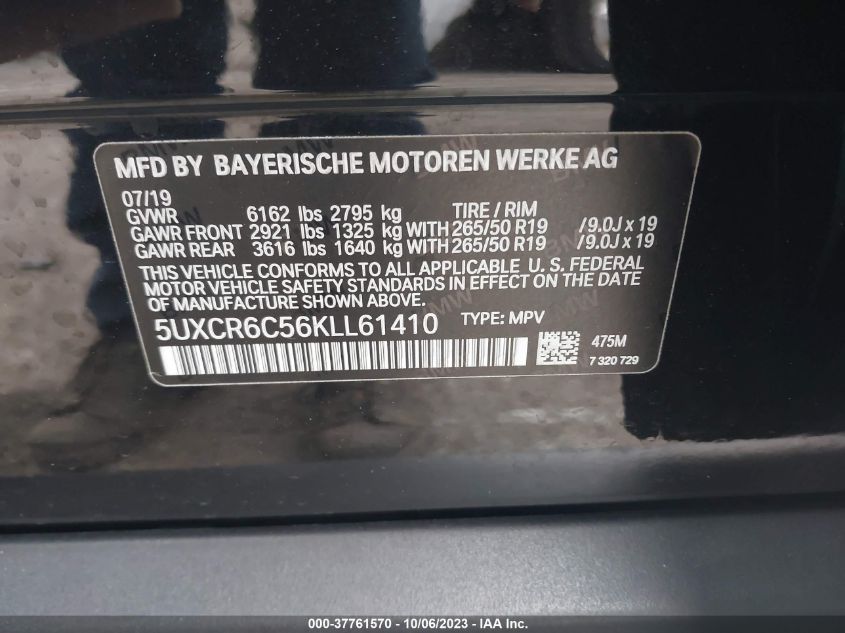 MFD BY BAYERISCHE MOTOREN WERKE AG
07/19
GVWR 6162 lbs 2795 kg TIRE / RIM
GAWR FRONT 2921 lbs 1325 kg WITH 265/50 R19 /9.0J x 19
GAWR REAR 3616 lbs 1640 kg WITH 265/50 R19 /9.0J x 19
THIS VEHICLE CONFORMS TO ALL APPLICABLE U. S. FEDERAL
MOTOR VEHICLE SAFETY STANDARDS IN EFFECT ON THE DATE
OF MANUFACTURE SHOWN ABOVE.
5UXCR6C56KLL61410 TYPE: MPV
475M
7 320 729
000-37761570 - 10/06/2023 - IAA Inc.